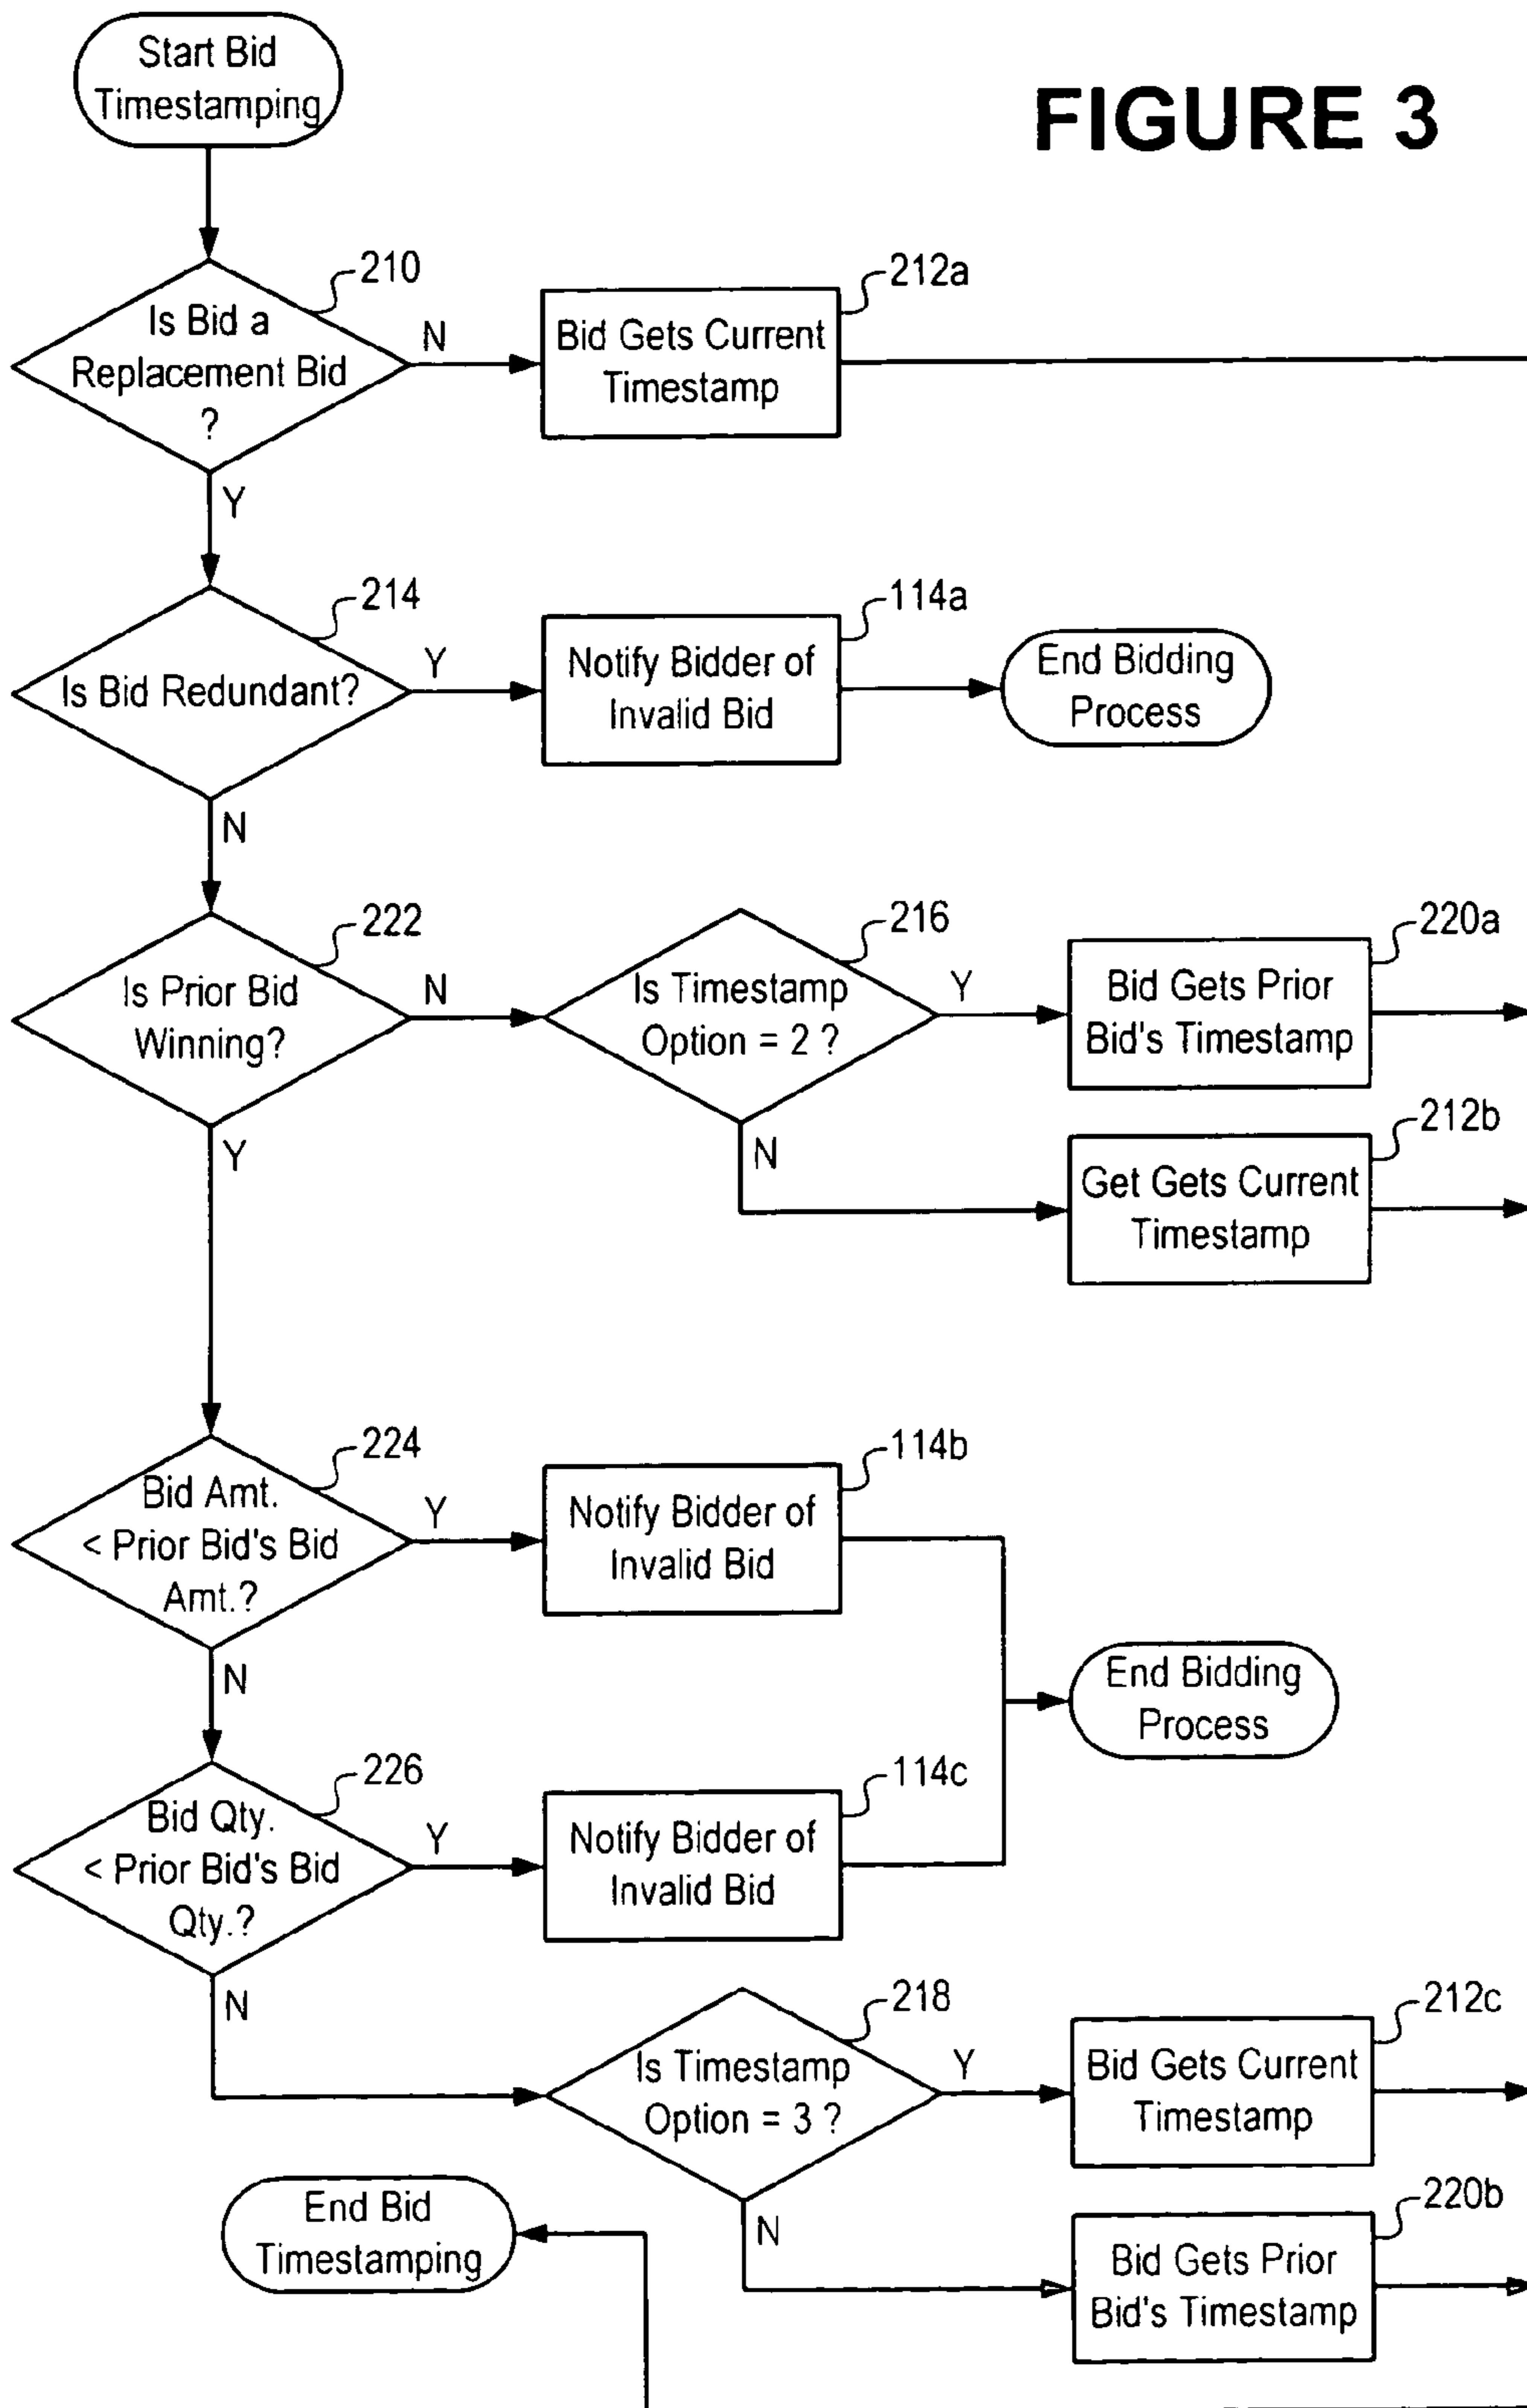 Start Bid
Timestamping
FIGURE 3
210
Is Bid a
Replacement Bid
?
N
212a
Bid Gets Current
Timestamp
Y
214
Is Bid Redundant?
Y
114a
Notify Bidder of
Invalid Bid
End Bidding
Process
N
222
Is Prior Bid
Winning?
N
216
Is Timestamp
Option = 2 ?
Y
220a
Bid Gets Prior
Bid's Timestamp
N
212b
Get Gets Current
Timestamp
Y
224
Bid Amt.
< Prior Bid's Bid
Amt.?
Y
114b
Notify Bidder of
Invalid Bid
End Bidding
Process
N
226
Bid Qty.
< Prior Bid's Bid
Qty.?
Y
114c
Notify Bidder of
Invalid Bid
N
218
Is Timestamp
Option = 3 ?
Y
212c
Bid Gets Current
Timestamp
N
220b
Bid Gets Prior
Bid's Timestamp
End Bid
Timestamping